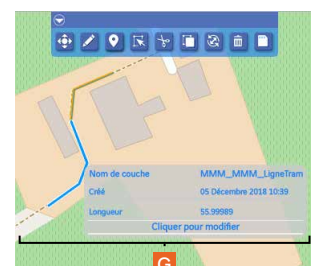 Nom de couche MMM_MMM_LigneTram
Créé 05 Décembre 2018 10:39
Longueur 55.99989
Cliquer pour modifier
G